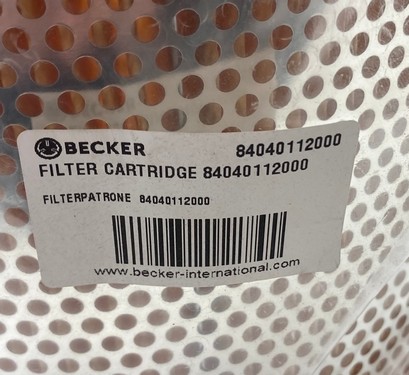 BECKER 84040112000
FILTER CARTRIDGE 84040112000
FILTERPATRONE 84040112000
www.becker-international.com